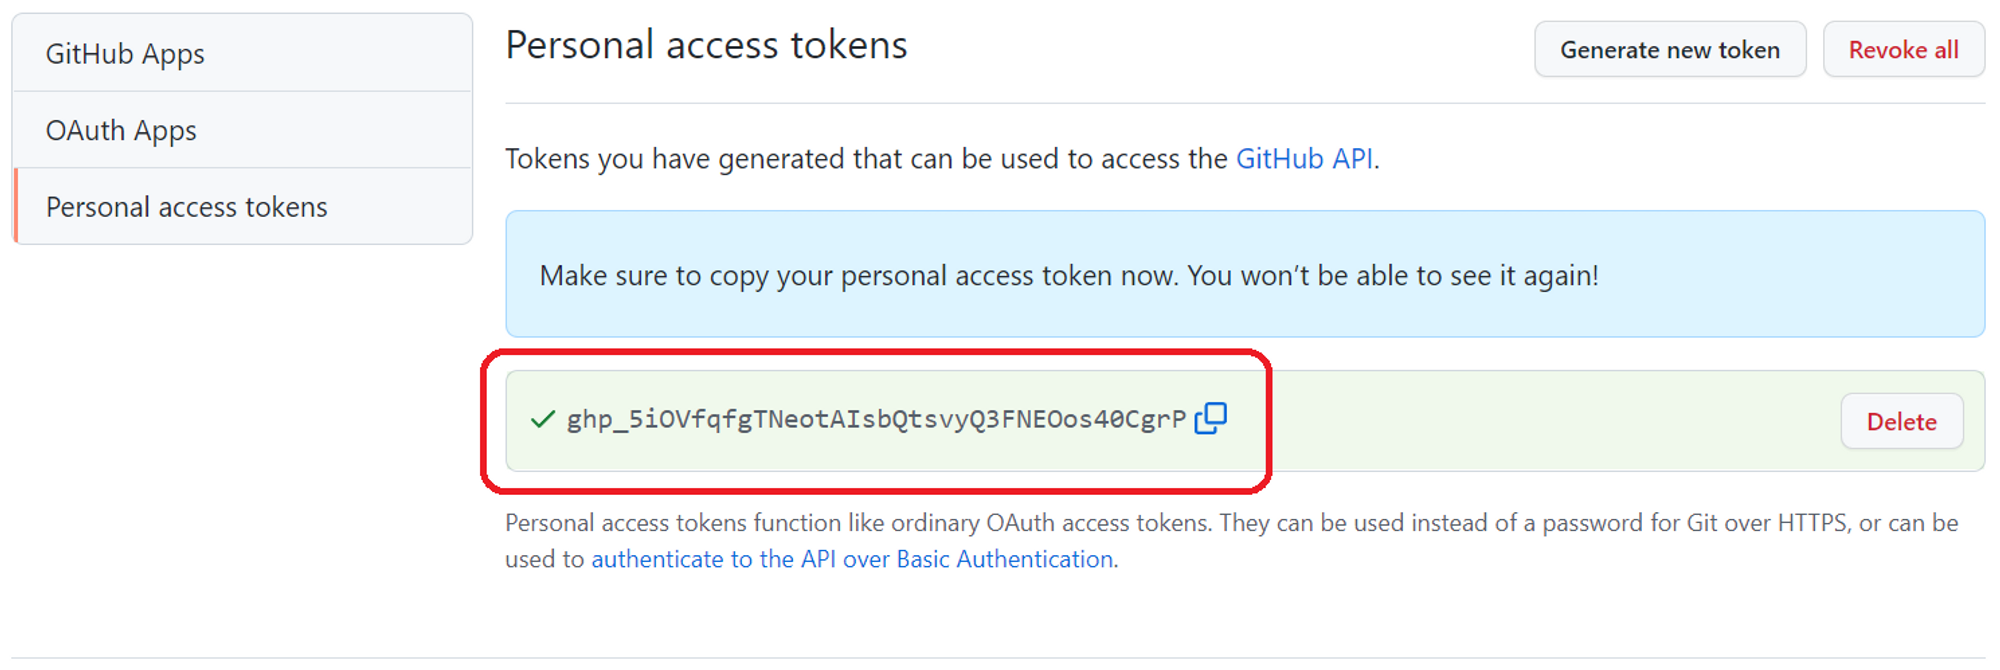 GitHub Apps
OAuth Apps
Personal access tokens
Personal access tokens
Generate new token
Revoke all
Tokens you have generated that can be used to access the GitHub API.
Make sure to copy your personal access token now. You won’t be able to see it again!
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
Delete
Personal access tokens function like ordinary OAuth access tokens. They can be used instead of a password for Git over HTTPS, or can be
used to authenticate to the API over Basic Authentication.